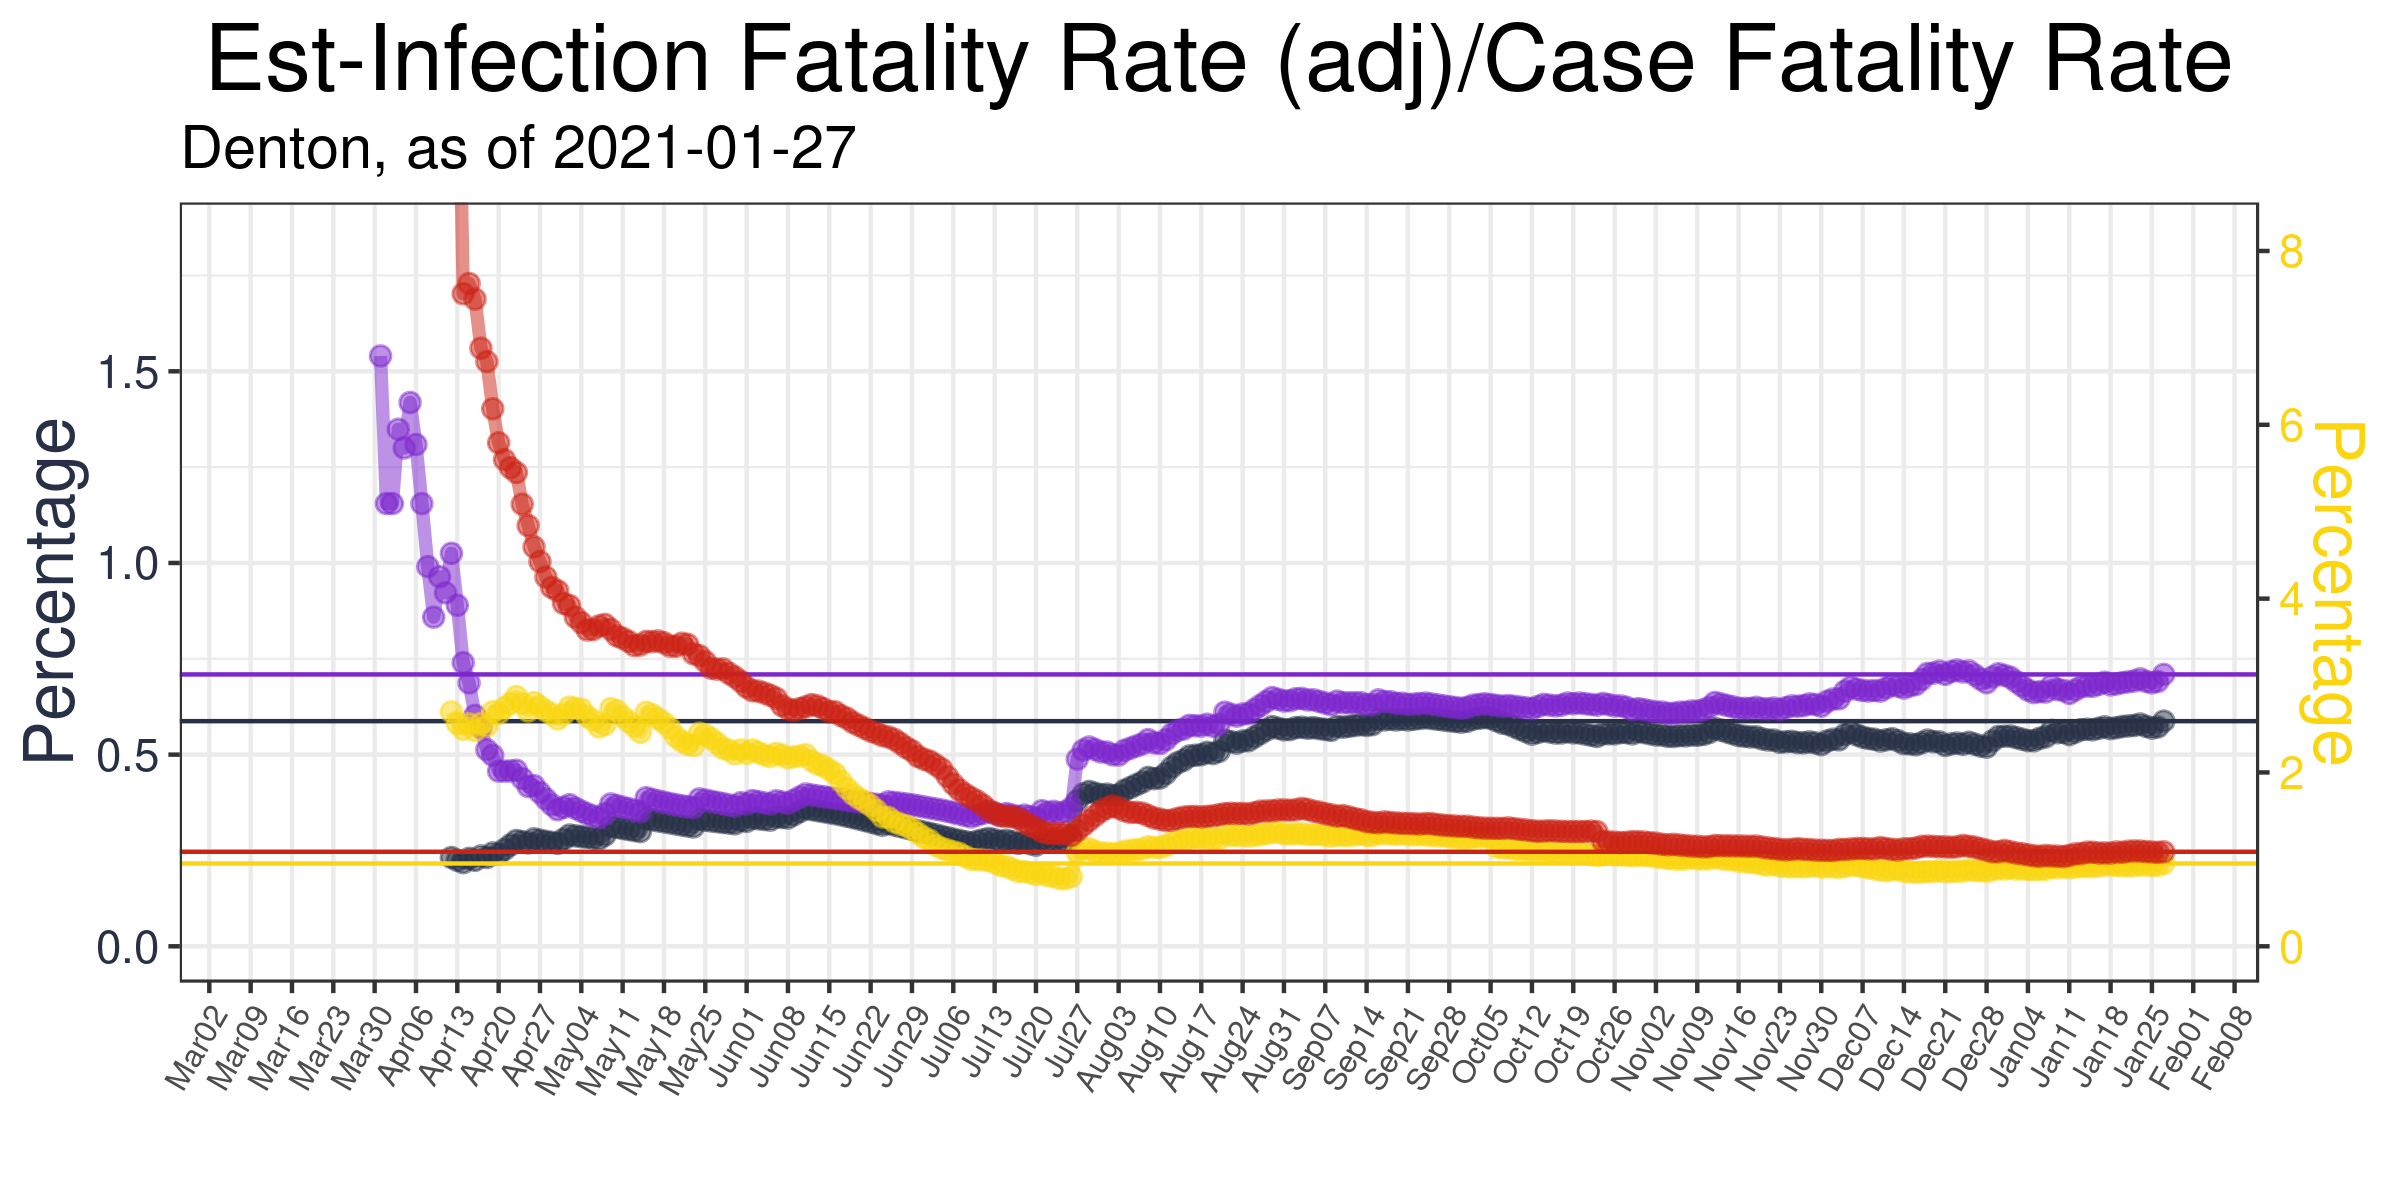 Est-Infection Fatality Rate (adj)/Case Fatality Rate
Denton, as of 2021-01-27
Percentage
1.5
1.0
0.5
0.0
8
6
4
2
0
Percentage
Mar02
Mar09
Mar16
Mar23
Mar30
Apr06
Apr13
Apr20
Apr27
May04
May11
May18
May25
Jun01
Jun08
Jun15
Jun22
Jun29
Jul06
Jul13
Jul20
Jul27
Aug03
Aug10
Aug17
Aug24
Aug31
Sep07
Sep14
Sep21
Sep28
Oct05
Oct12
Oct19
Oct26
Nov02
Nov09
Nov16
Nov23
Nov30
Dec07
Dec14
Dec21
Dec28
Jan04
Jan11
Jan18
Jan25
Feb01
Feb08